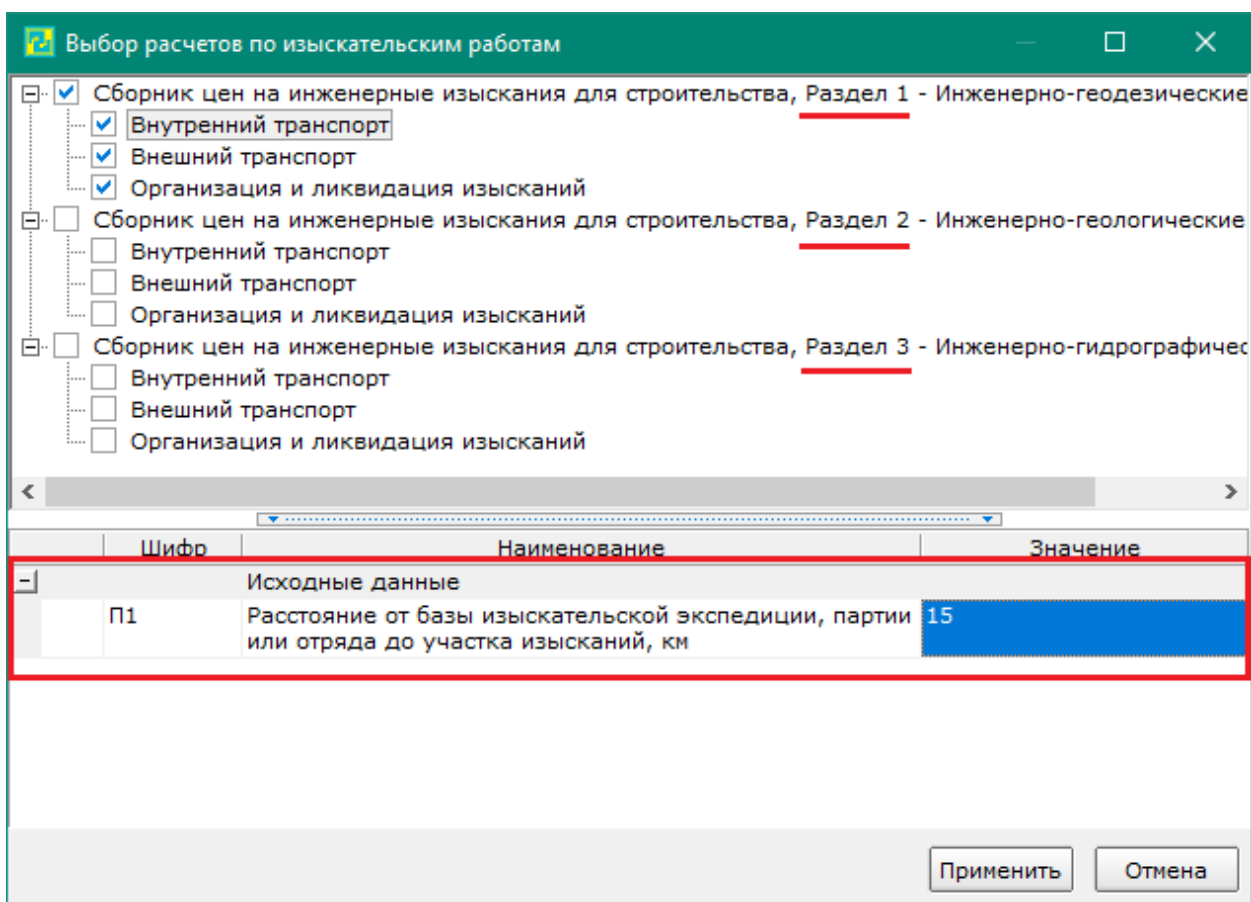 Выбор расчетов по изыскательским работам
Сборник цен на инженерные изыскания для строительства, Раздел 1 - Инженерно-геодезические
Внутренний транспорт
Внешний транспорт
Организация и ликвидация изысканий
Сборник цен на инженерные изыскания для строительства, Раздел 2 - Инженерно-геологические
Внутренний транспорт
Внешний транспорт
Организация и ликвидация изысканий
Сборник цен на инженерные изыскания для строительства, Раздел 3 - Инженерно-гидрографичес
Внутренний транспорт
Внешний транспорт
Организация и ликвидация изысканий
Шифр Наименование Значение
Исходные данные
П1 Расстояние от базы изыскательской экспедиции, партии 15
или отряда до участка изысканий, км
Применить Отмена